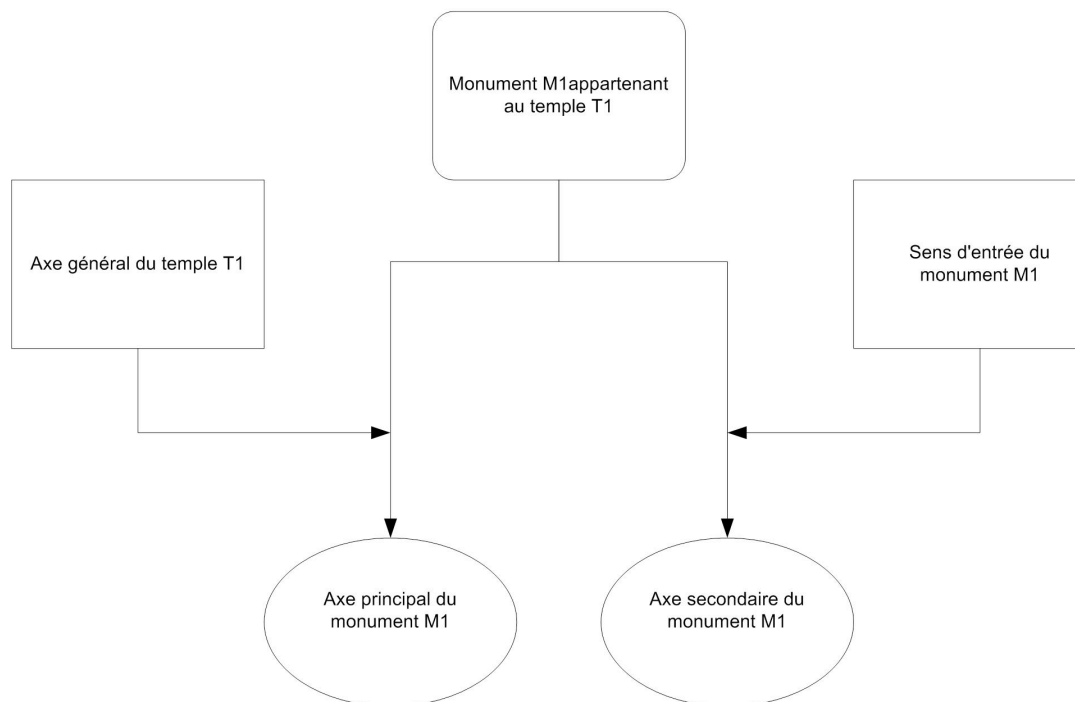 Monument M1appartenant
au temple T1
Axe général du temple T1
Sens d'entrée du
monument M1
Axe principal du
monument M1
Axe secondaire du
monument M1